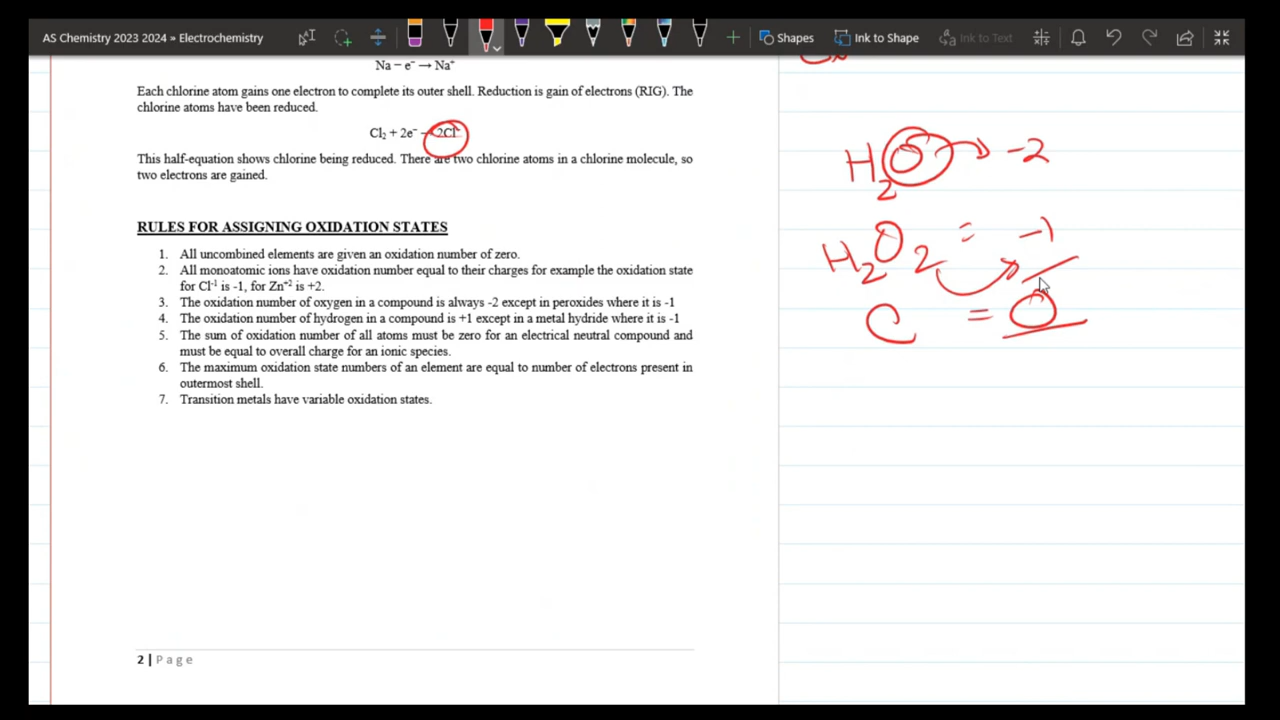 AS Chemistry 2023 2024 » Electrochemistry
Shapes
Ink to Shape
Ink to Text
Na – e⁻ → Na⁺
Each chlorine atom gains one electron to complete its outer shell. Reduction is gain of electrons (RIG). The
chlorine atoms have been reduced.
Cl₂ + 2e⁻ → 2Cl⁻
This half-equation shows chlorine being reduced. There are two chlorine atoms in a chlorine molecule, so
two electrons are gained.
RULES FOR ASSIGNING OXIDATION STATES
1. All uncombined elements are given an oxidation number of zero.
2. All monoatomic ions have oxidation number equal to their charges for example the oxidation state
for Cl⁻¹ is -1, for Zn⁺² is +2.
3. The oxidation number of oxygen in a compound is always -2 except in peroxides where it is -1
4. The oxidation number of hydrogen in a compound is +1 except in a metal hydride where it is -1
5. The sum of oxidation number of all atoms must be zero for an electrical neutral compound and
must be equal to overall charge for an ionic species.
6. The maximum oxidation state numbers of an element are equal to number of electrons present in
outermost shell.
7. Transition metals have variable oxidation states.
2 | Page
H₂O → -2
H₂O₂ = -1
C = 0